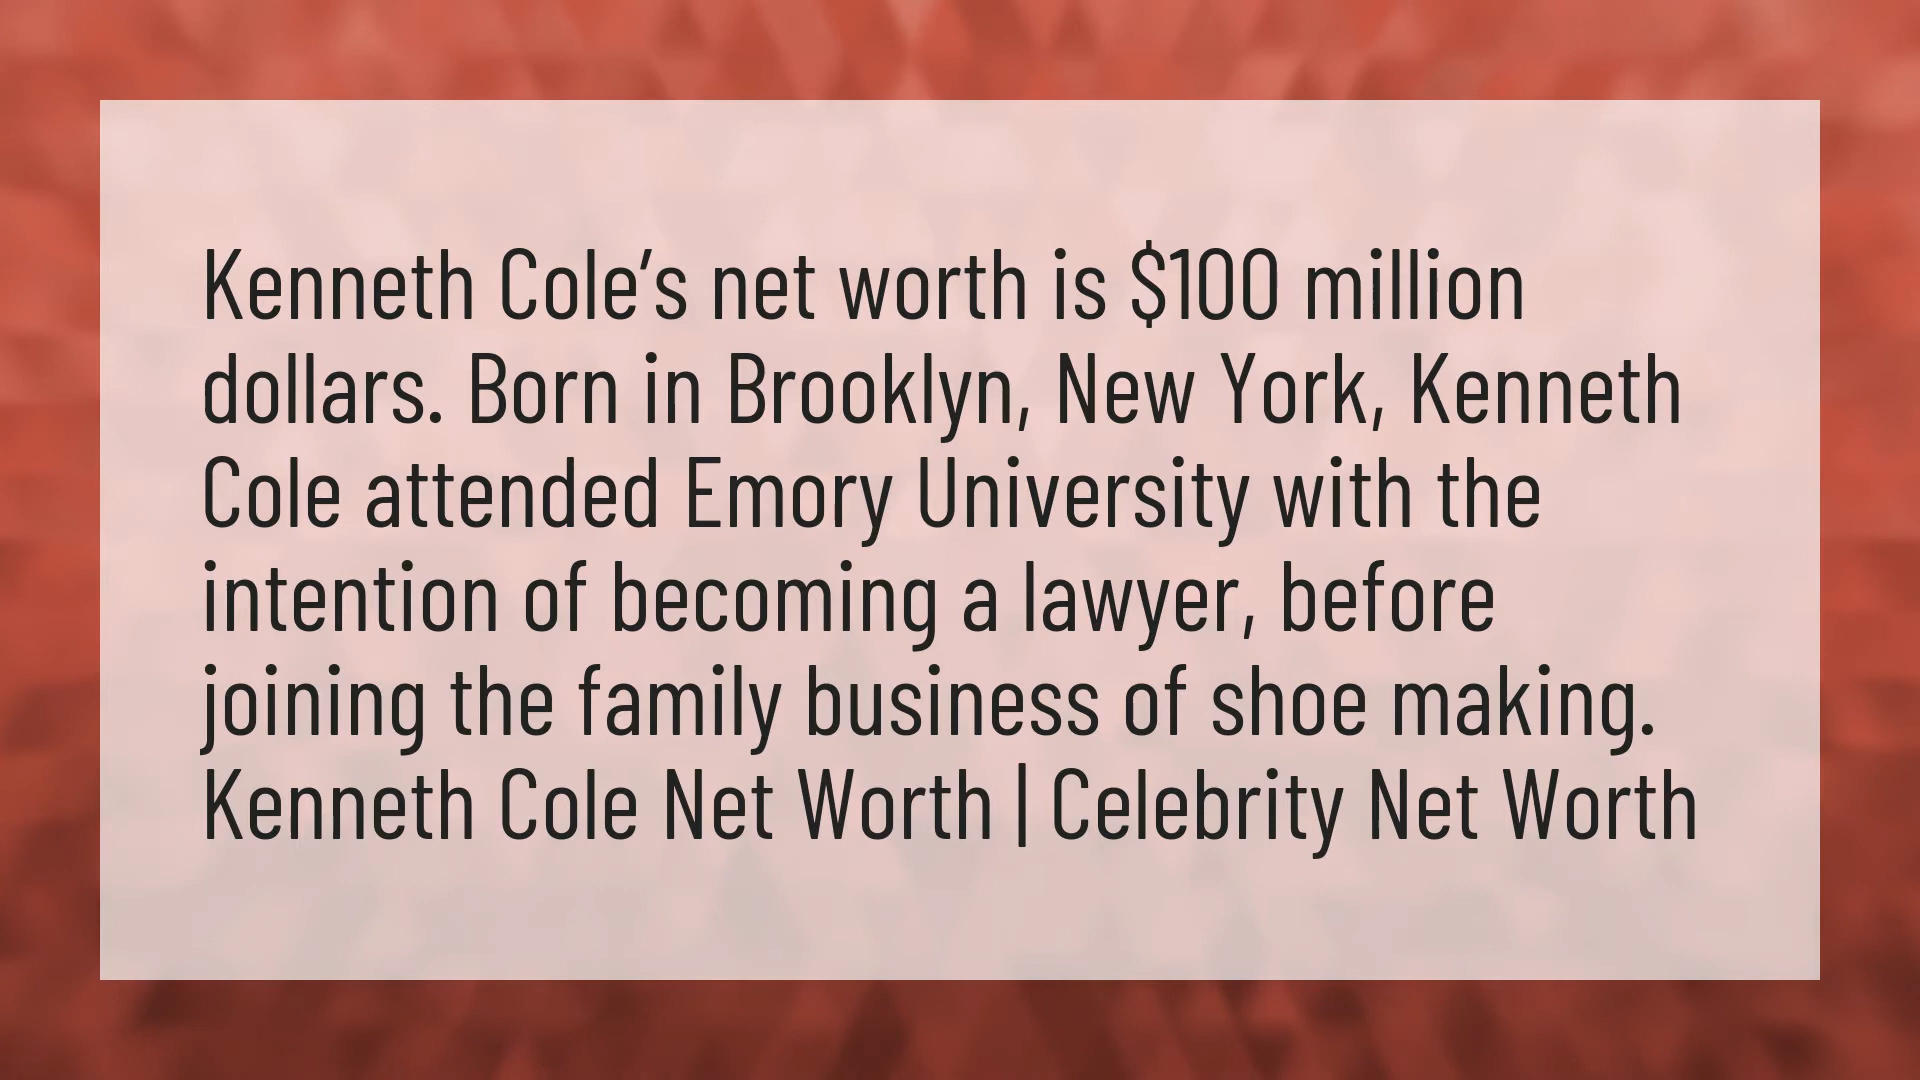 Kenneth Cole’s net worth is $100 million
dollars. Born in Brooklyn, New York, Kenneth
Cole attended Emory University with the
intention of becoming a lawyer, before
joining the family business of shoe making.
Kenneth Cole Net Worth | Celebrity Net Worth